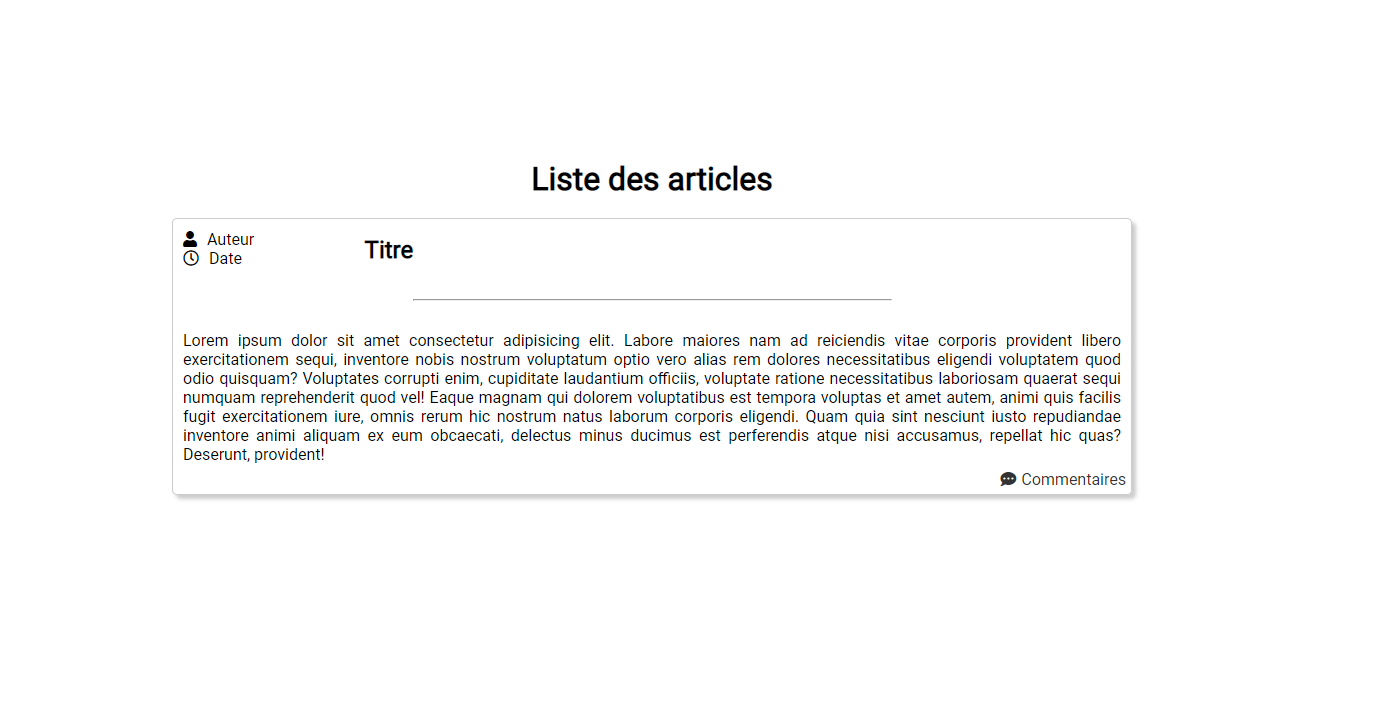 Liste des articles
Auteur
Titre
Date
Lorem ipsum dolor sit amet consectetur adipisicing elit. Labore maiores nam ad reiciendis vitae corporis provident libero
exercitationem sequi, inventore nobis nostrum voluptatum optio vero alias rem dolores necessitatibus eligendi voluptatem quod
odio quisquam? Voluptates corrupti enim, cupiditate laudantium officiis, voluptate ratione necessitatibus laboriosam quaerat sequi
numquam reprehenderit quod vel! Eaque magnam qui dolorem voluptatibus est tempora voluptas et amet autem, animi quis facilis
fugit exercitationem iure, omnis rerum hic nostrum natus laborum corporis eligendi. Quam quia sint nesciunt iusto repudiandae
inventore animi aliquam ex eum obcaecati, delectus minus ducimus est perferendis atque nisi accusamus, repellat hic quas?
Deserunt, provident!
Commentaires